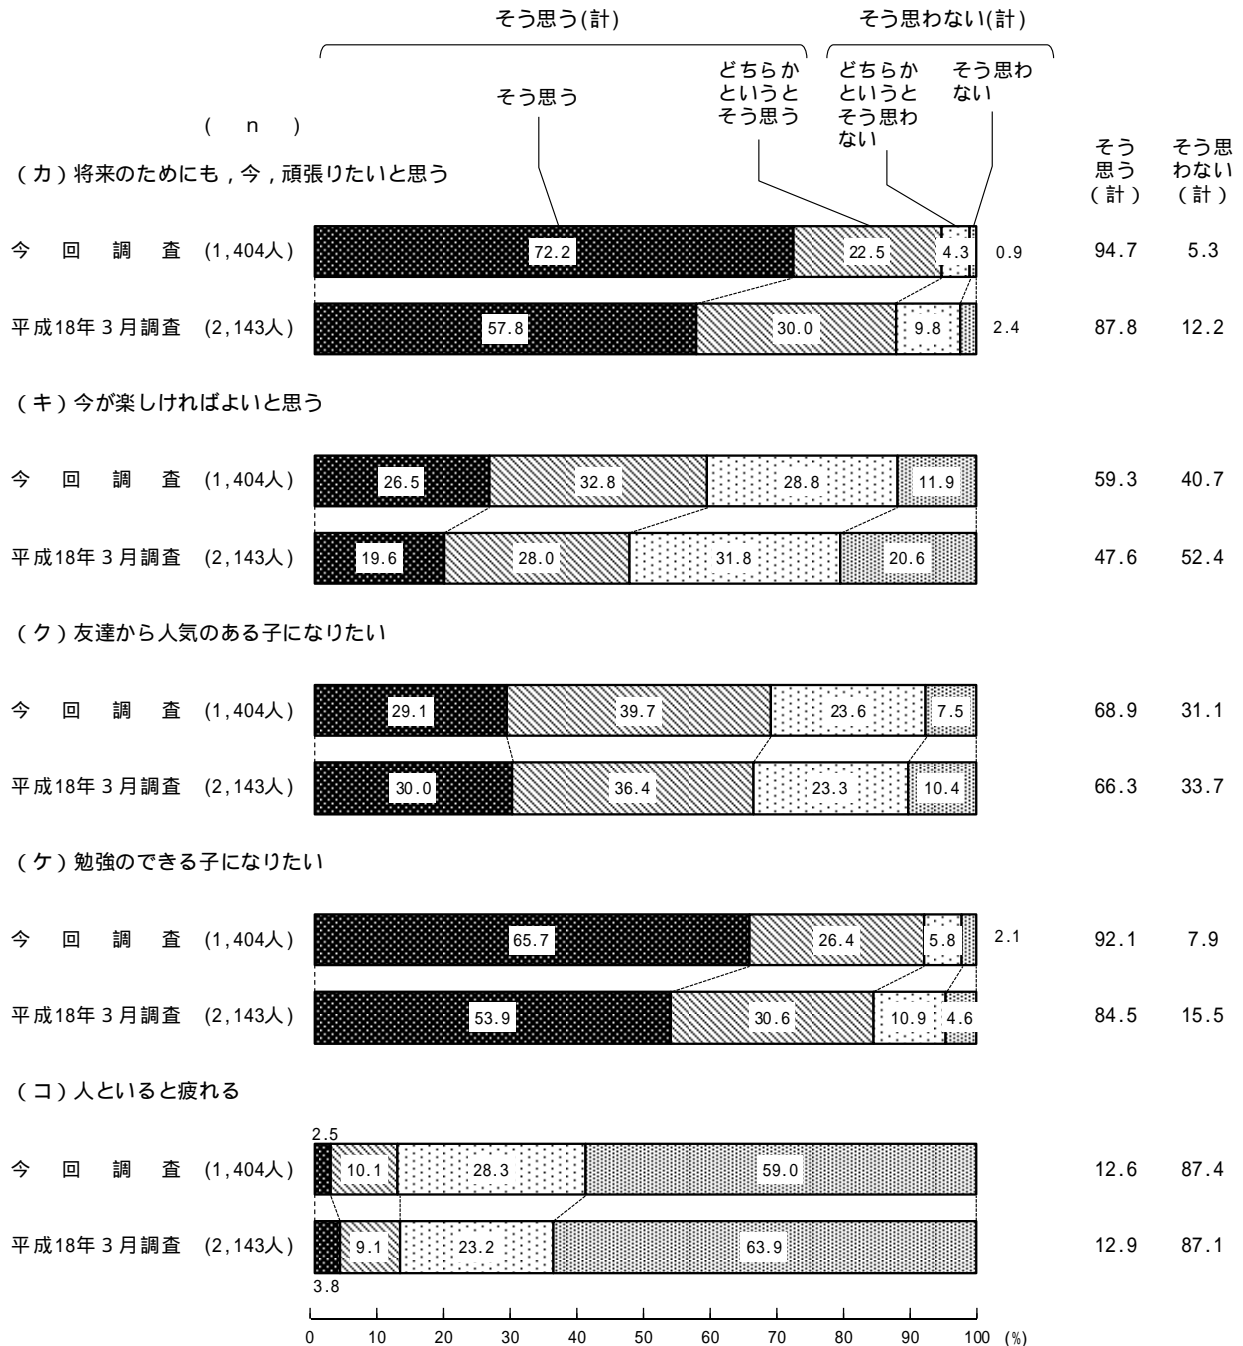 そう思う(計) そう思わない(計)
そう思う
どちらか
というと
そう思う
どちらか
というと
そう思わ
ない
そう思わ
ない
( n )
そう
思う
(計)
そう思
わない
(計)
(カ)将来のためにも,今,頑張りたいと思う
今回調査 (1,404人) 72.2 22.5 4.3 0.9 94.7 5.3
平成18年3月調査 (2,143人) 57.8 30.0 9.8 2.4 87.8 12.2
(キ)今が楽しければよいと思う
今回調査 (1,404人) 26.5 32.8 28.8 11.9 59.3 40.7
平成18年3月調査 (2,143人) 19.6 28.0 31.8 20.6 47.6 52.4
(ク)友達から人気のある子になりたい
今回調査 (1,404人) 29.1 39.7 23.6 7.5 68.9 31.1
平成18年3月調査 (2,143人) 30.0 36.4 23.3 10.4 66.3 33.7
(ケ)勉強のできる子になりたい
今回調査 (1,404人) 65.7 26.4 5.8 2.1 92.1 7.9
平成18年3月調査 (2,143人) 53.9 30.6 10.9 4.6 84.5 15.5
(コ)人といると疲れる
今回調査 (1,404人) 2.5 10.1 28.3 59.0 12.6 87.4
平成18年3月調査 (2,143人) 3.8 9.1 23.2 63.9 12.9 87.1
0 10 20 30 40 50 60 70 80 90 100 (%)